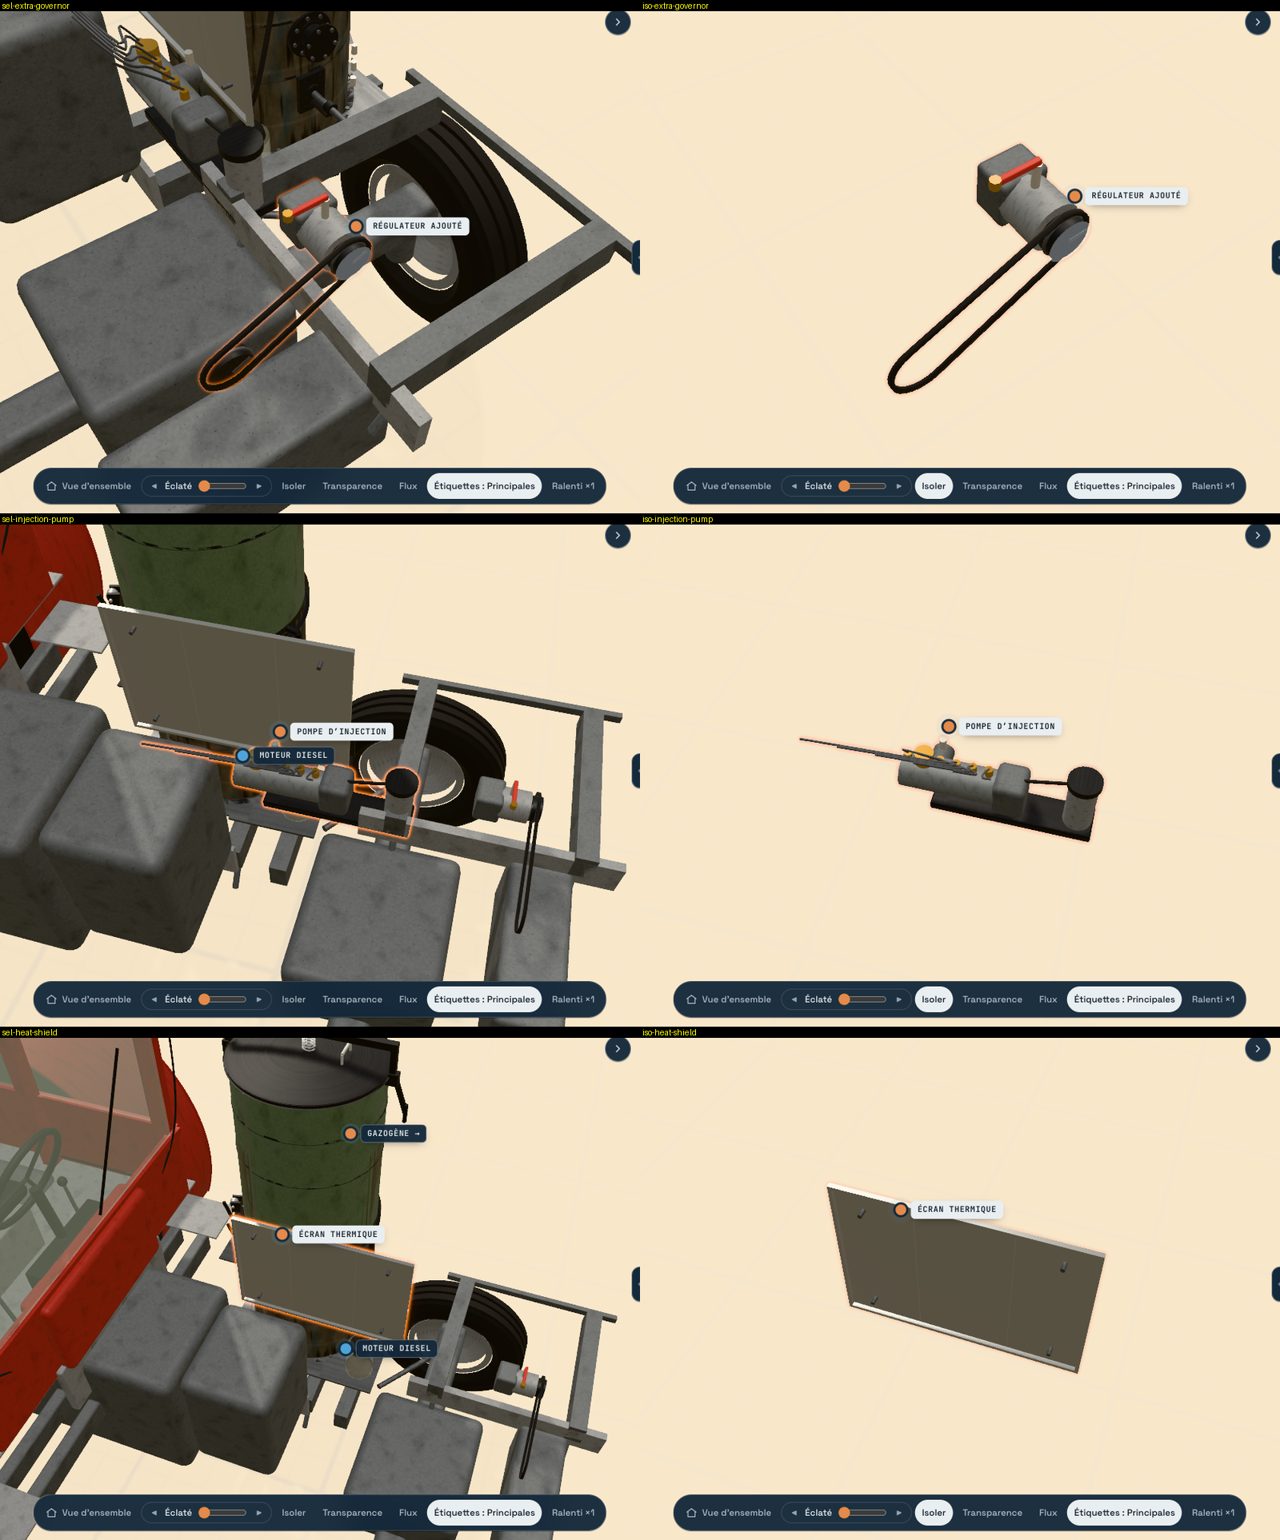 sel-extra-governor
iso-extra-governor
RÉGULATEUR AJOUTÉ
RÉGULATEUR AJOUTÉ
Vue d'ensemble Éclaté Isoler Transparence Flux Étiquettes : Principales Ralenti ×1
Vue d'ensemble Éclaté Isoler Transparence Flux Étiquettes : Principales Ralenti ×1
sel-injection-pump
iso-injection-pump
POMPE D'INJECTION
MOTEUR DIESEL
POMPE D'INJECTION
Vue d'ensemble Éclaté Isoler Transparence Flux Étiquettes : Principales Ralenti ×1
Vue d'ensemble Éclaté Isoler Transparence Flux Étiquettes : Principales Ralenti ×1
sel-heat-shield
iso-heat-shield
GAZOGÈNE →
ÉCRAN THERMIQUE
MOTEUR DIESEL
ÉCRAN THERMIQUE
Vue d'ensemble Éclaté Isoler Transparence Flux Étiquettes : Principales Ralenti ×1
Vue d'ensemble Éclaté Isoler Transparence Flux Étiquettes : Principales Ralenti ×1